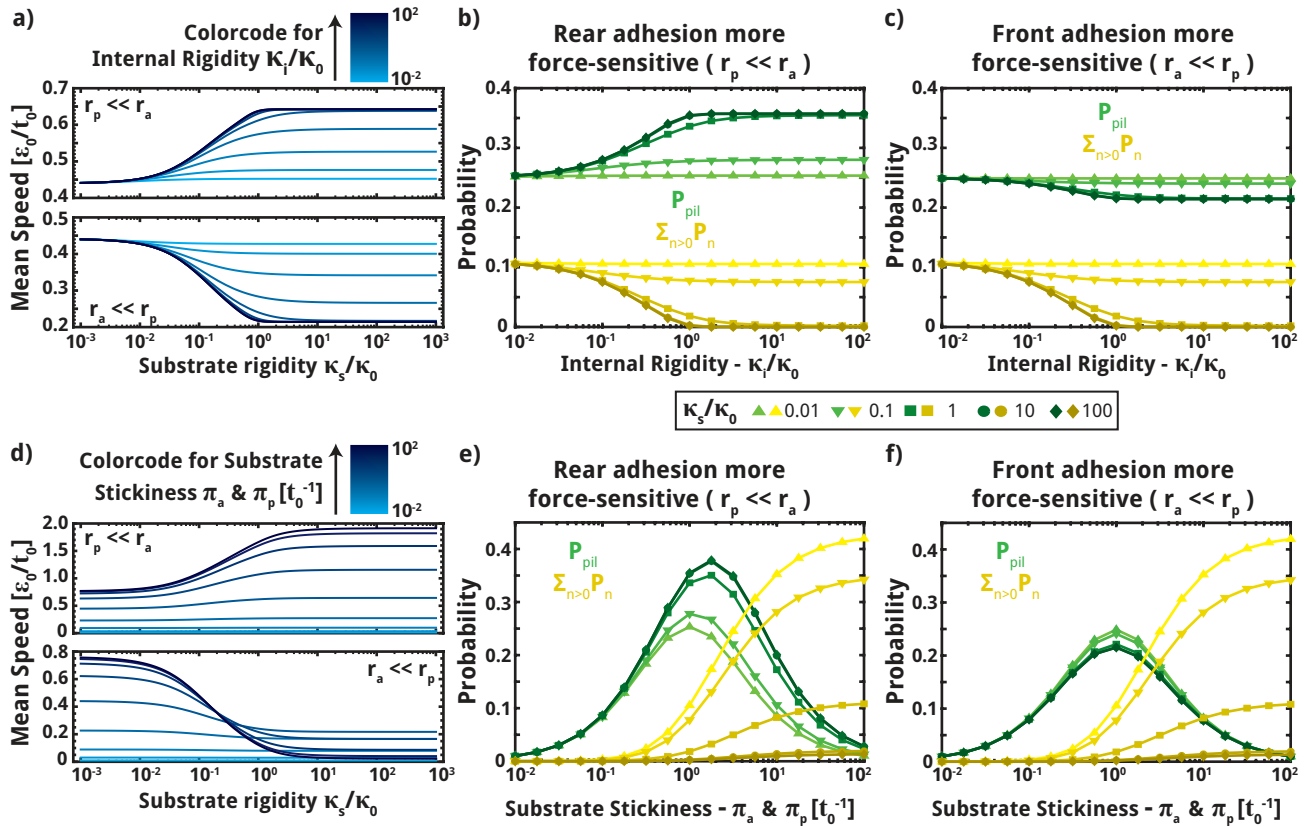 a)
Colorcode for
Internal Rigidity κi/κ0
10²
10⁻²
rp << ra
0.7
0.6
0.5
0.4
ra << rp
0.5
0.4
0.3
0.2
Mean Speed [ε0/t0]
10⁻³ 10⁻² 10⁻¹ 10⁰ 10¹ 10² 10³
Substrate rigidity κs/κ0
b)
Rear adhesion more
force-sensitive ( rp << ra )
Probability
0.4
0.3
0.2
0.1
0
Ppil
Σn>0Pn
10⁻² 10⁻¹ 10⁰ 10¹ 10²
Internal Rigidity - κi/κ0
c)
Front adhesion more
force-sensitive ( ra << rp )
Probability
0.4
0.3
0.2
0.1
0
Ppil
Σn>0Pn
10⁻² 10⁻¹ 10⁰ 10¹ 10²
Internal Rigidity - κi/κ0
κs/κ0 0.01 0.1 1 10 100
d)
Colorcode for Substrate
Stickiness πa & πp [t0⁻¹]
10²
10⁻²
rp << ra
2.0
1.5
1.0
0.5
0
ra << rp
0.8
0.6
0.4
0.2
0
Mean Speed [ε0/t0]
10⁻³ 10⁻² 10⁻¹ 10⁰ 10¹ 10² 10³
Substrate rigidity κs/κ0
e)
Rear adhesion more
force-sensitive ( rp << ra )
Probability
0.4
0.3
0.2
0.1
0
Ppil
Σn>0Pn
10⁻² 10⁻¹ 10⁰ 10¹ 10²
Substrate Stickiness - πa & πp [t0⁻¹]
f)
Front adhesion more
force-sensitive ( ra << rp )
Probability
0.4
0.3
0.2
0.1
0
Ppil
Σn>0Pn
10⁻² 10⁻¹ 10⁰ 10¹ 10²
Substrate Stickiness - πa & πp [t0⁻¹]